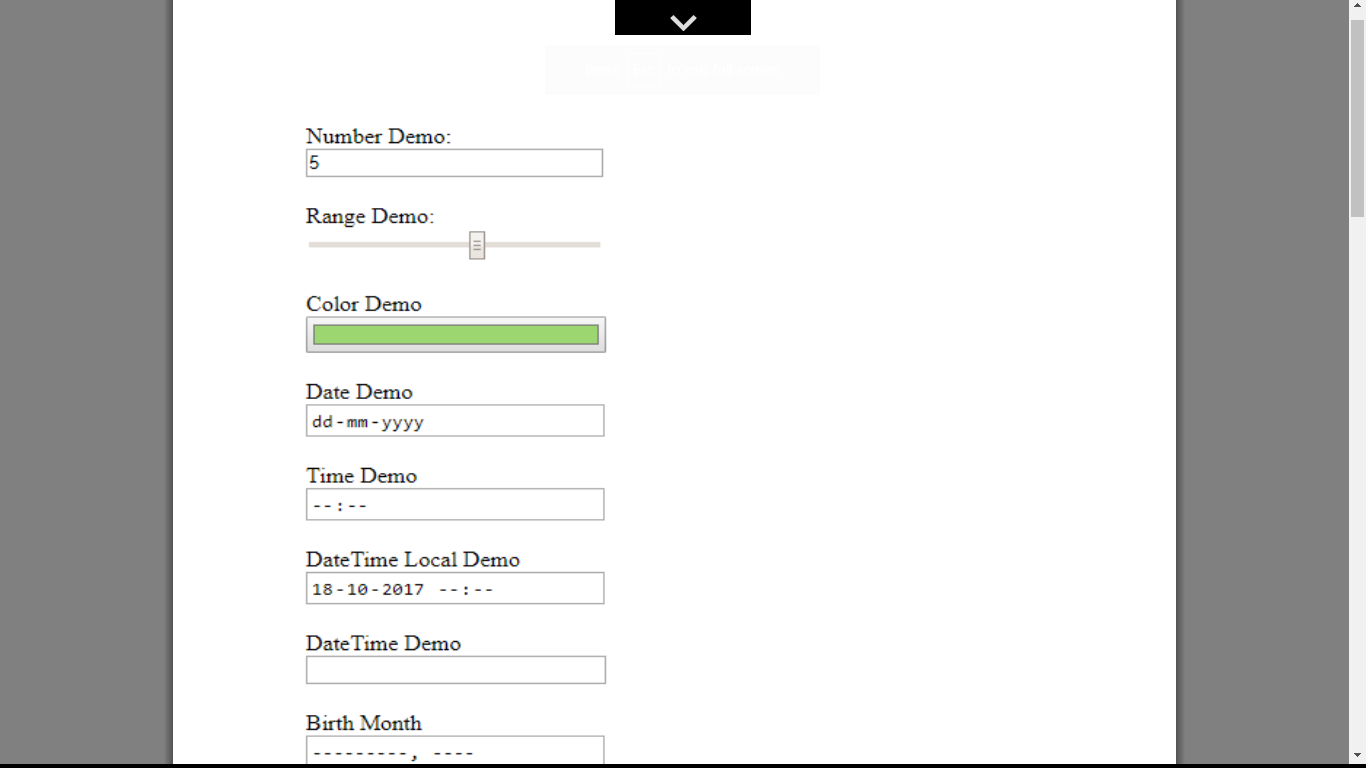 Number Demo:
5
Range Demo:
Color Demo
Date Demo
dd-mm-yyyy
Time Demo
--:--
DateTime Local Demo
18-10-2017 --:--
DateTime Demo
Birth Month
---------, ----